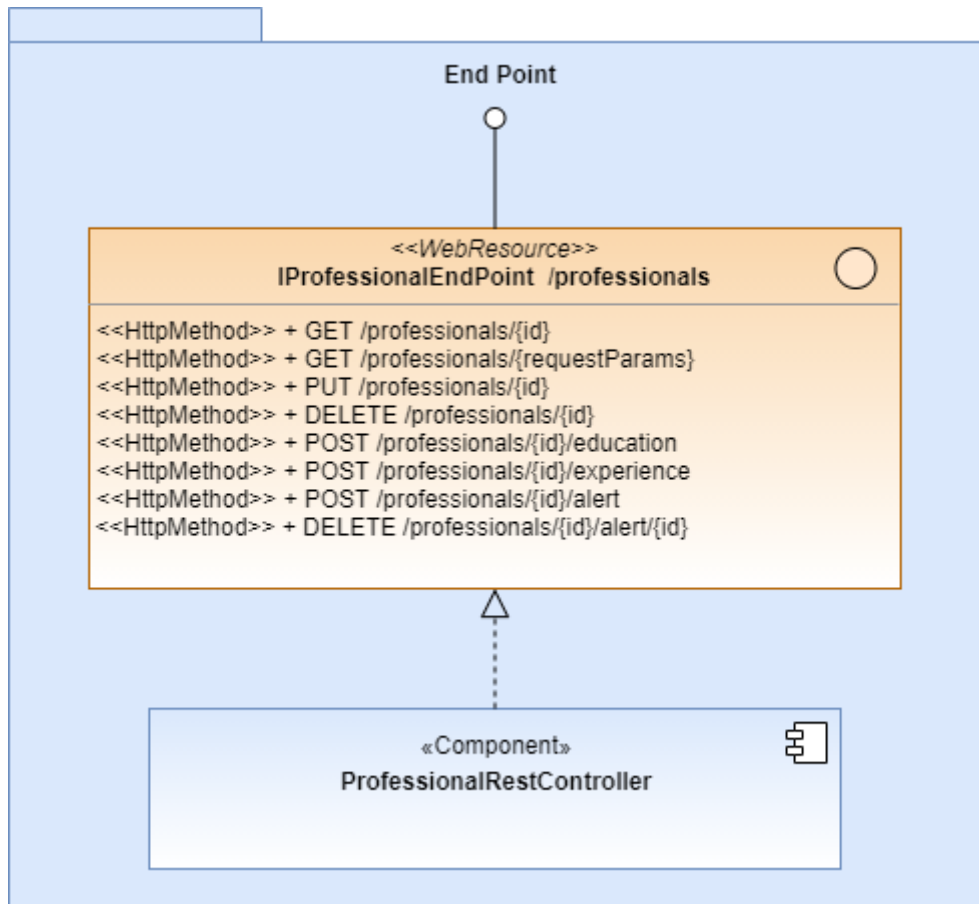 End Point
<<WebResource>>
IProfessionalEndPoint /professionals
<<HttpMethod>> + GET /professionals/{id}
<<HttpMethod>> + GET /professionals/{requestParams}
<<HttpMethod>> + PUT /professionals/{id}
<<HttpMethod>> + DELETE /professionals/{id}
<<HttpMethod>> + POST /professionals/{id}/education
<<HttpMethod>> + POST /professionals/{id}/experience
<<HttpMethod>> + POST /professionals/{id}/alert
<<HttpMethod>> + DELETE /professionals/{id}/alert/{id}
«Component»
ProfessionalRestController